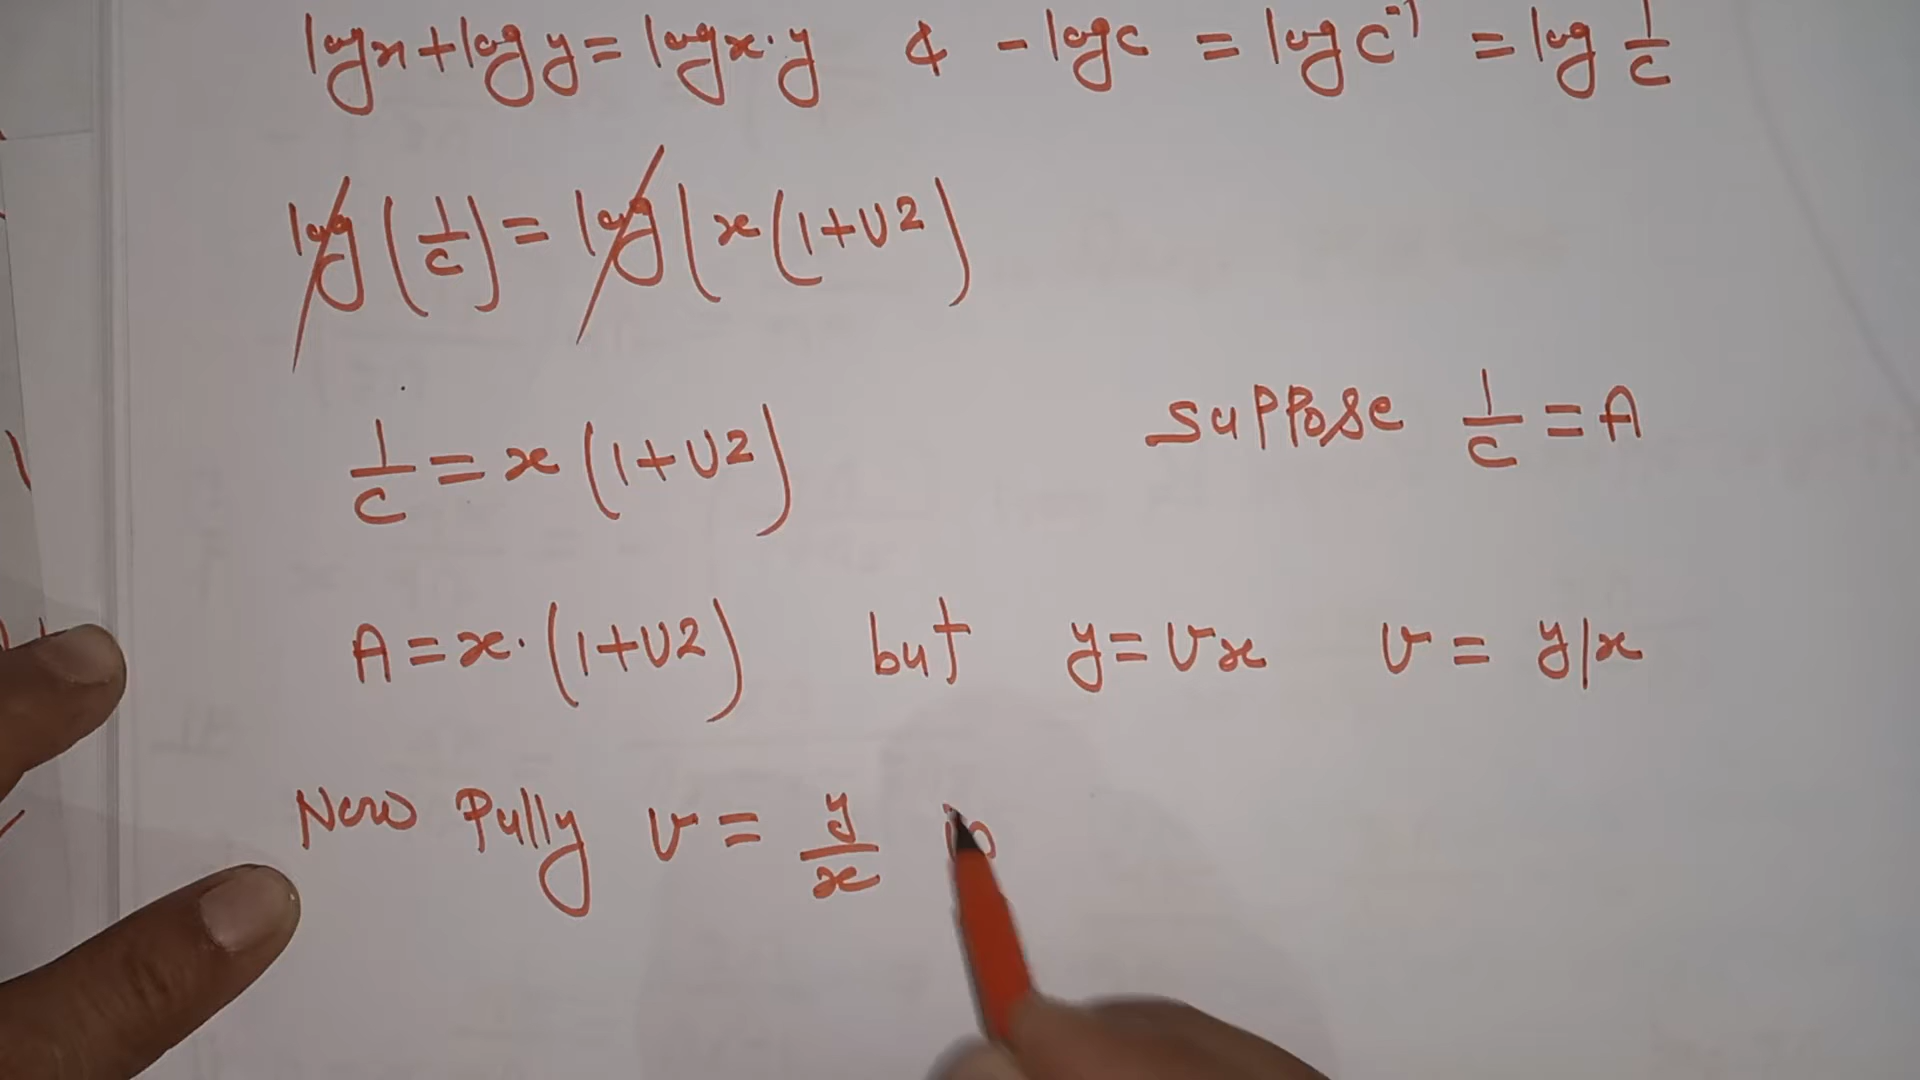 logx+logy=logx·y & -logc = logc⁻¹ = log 1/c
log(1/c) = log(x(1+v2)
1/c = x(1+v2) suppose 1/c = A
A = x·(1+v2) but y=vx v = y/x
Now Pully v = y/x